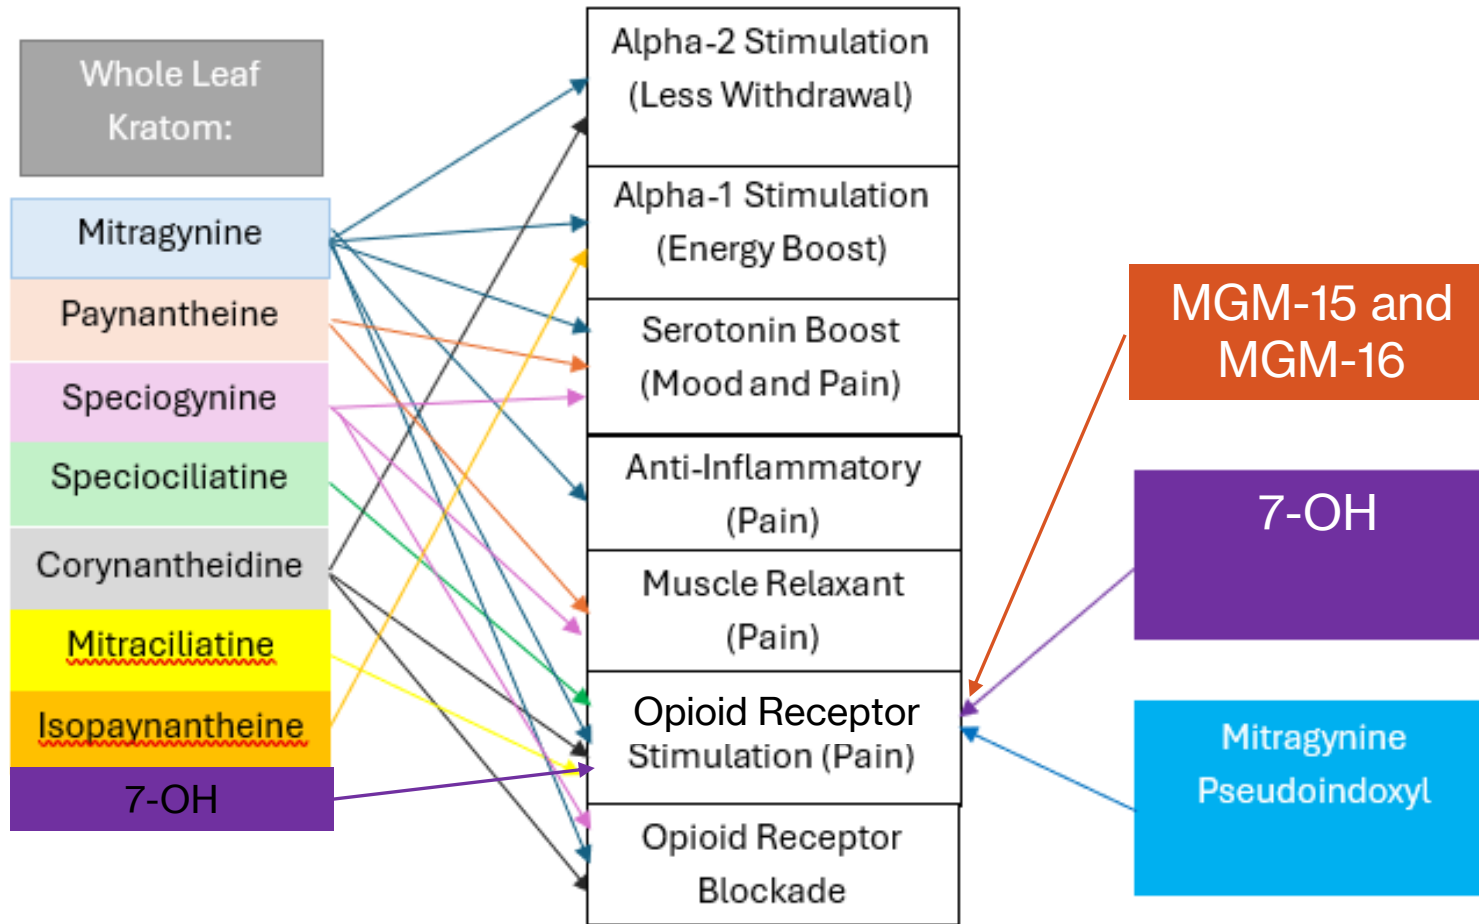 Whole Leaf
Kratom:
Mitragynine
Paynantheine
Speciogynine
Speciociliatine
Corynantheidine
Mitraciliatine
Isopaynantheine
7-OH
Alpha-2 Stimulation
(Less Withdrawal)
Alpha-1 Stimulation
(Energy Boost)
Serotonin Boost
(Mood and Pain)
Anti-Inflammatory
(Pain)
Muscle Relaxant
(Pain)
Opioid Receptor
Stimulation (Pain)
Opioid Receptor
Blockade
MGM-15 and
MGM-16
7-OH
Mitragynine
Pseudoindoxyl